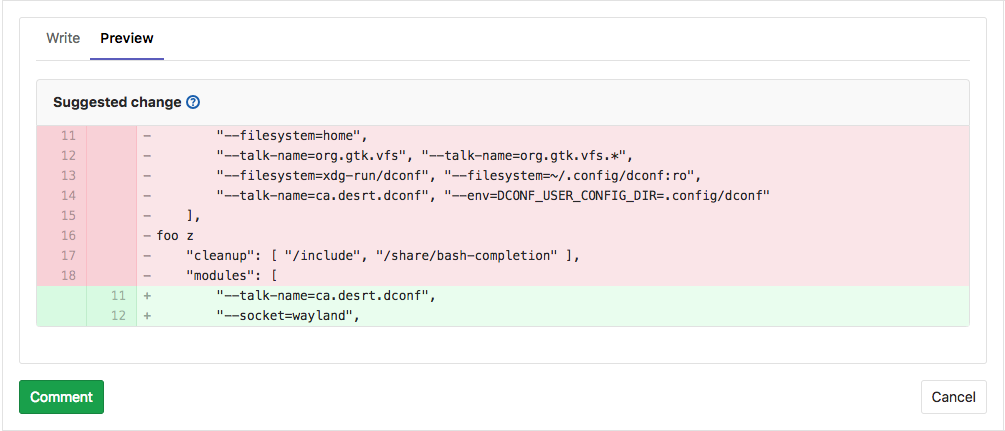 Write Preview
Suggested change ?
11 - "--filesystem=home",
12 - "--talk-name=org.gtk.vfs", "--talk-name=org.gtk.vfs.*",
13 - "--filesystem=xdg-run/dconf", "--filesystem=~/.config/dconf:ro",
14 - "--talk-name=ca.desrt.dconf", "--env=DCONF_USER_CONFIG_DIR=.config/dconf"
15 - ],
16 - foo z
17 - "cleanup": [ "/include", "/share/bash-completion" ],
18 - "modules": [
11 + "--talk-name=ca.desrt.dconf",
12 + "--socket=wayland",
Comment Cancel